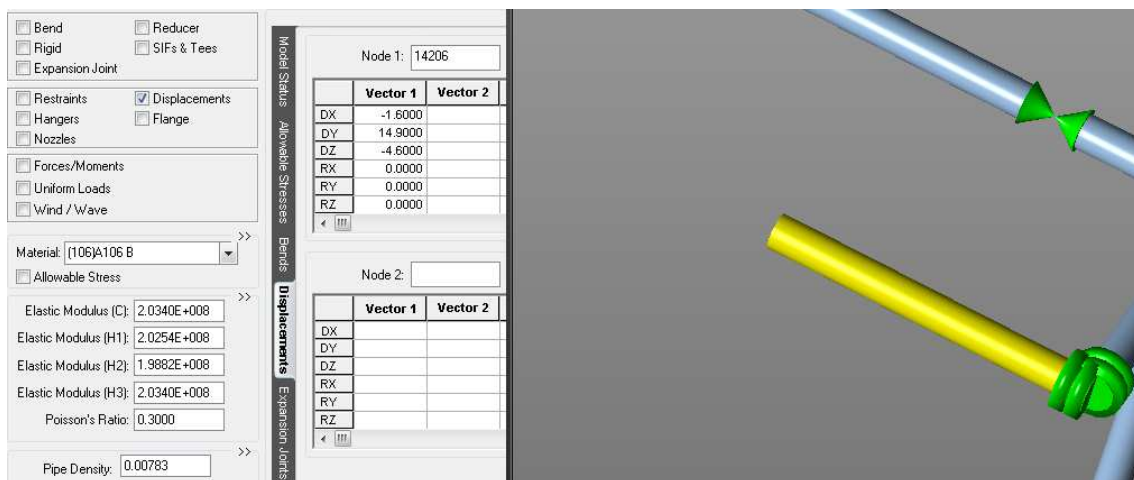 Bend
Reducer
Rigid
SIFs & Tees
Expansion Joint
Restraints
Displacements
Hangers
Flange
Nozzles
Forces/Moments
Uniform Loads
Wind / Wave
>>
Material: (106)A106 B
Allowable Stress
>>
Elastic Modulus (C): 2.0340E+008
Elastic Modulus (H1): 2.0254E+008
Elastic Modulus (H2): 1.9882E+008
Elastic Modulus (H3): 2.0340E+008
Poisson's Ratio: 0.3000
>>
Pipe Density: 0.00783
Model Status
Allowable Stresses
Bends
Displacements
Expansion Joints
Node 1: 14206
Vector 1 Vector 2
DX -1.6000
DY 14.9000
DZ -4.6000
RX 0.0000
RY 0.0000
RZ 0.0000
Node 2:
Vector 1 Vector 2
DX
DY
DZ
RX
RY
RZ